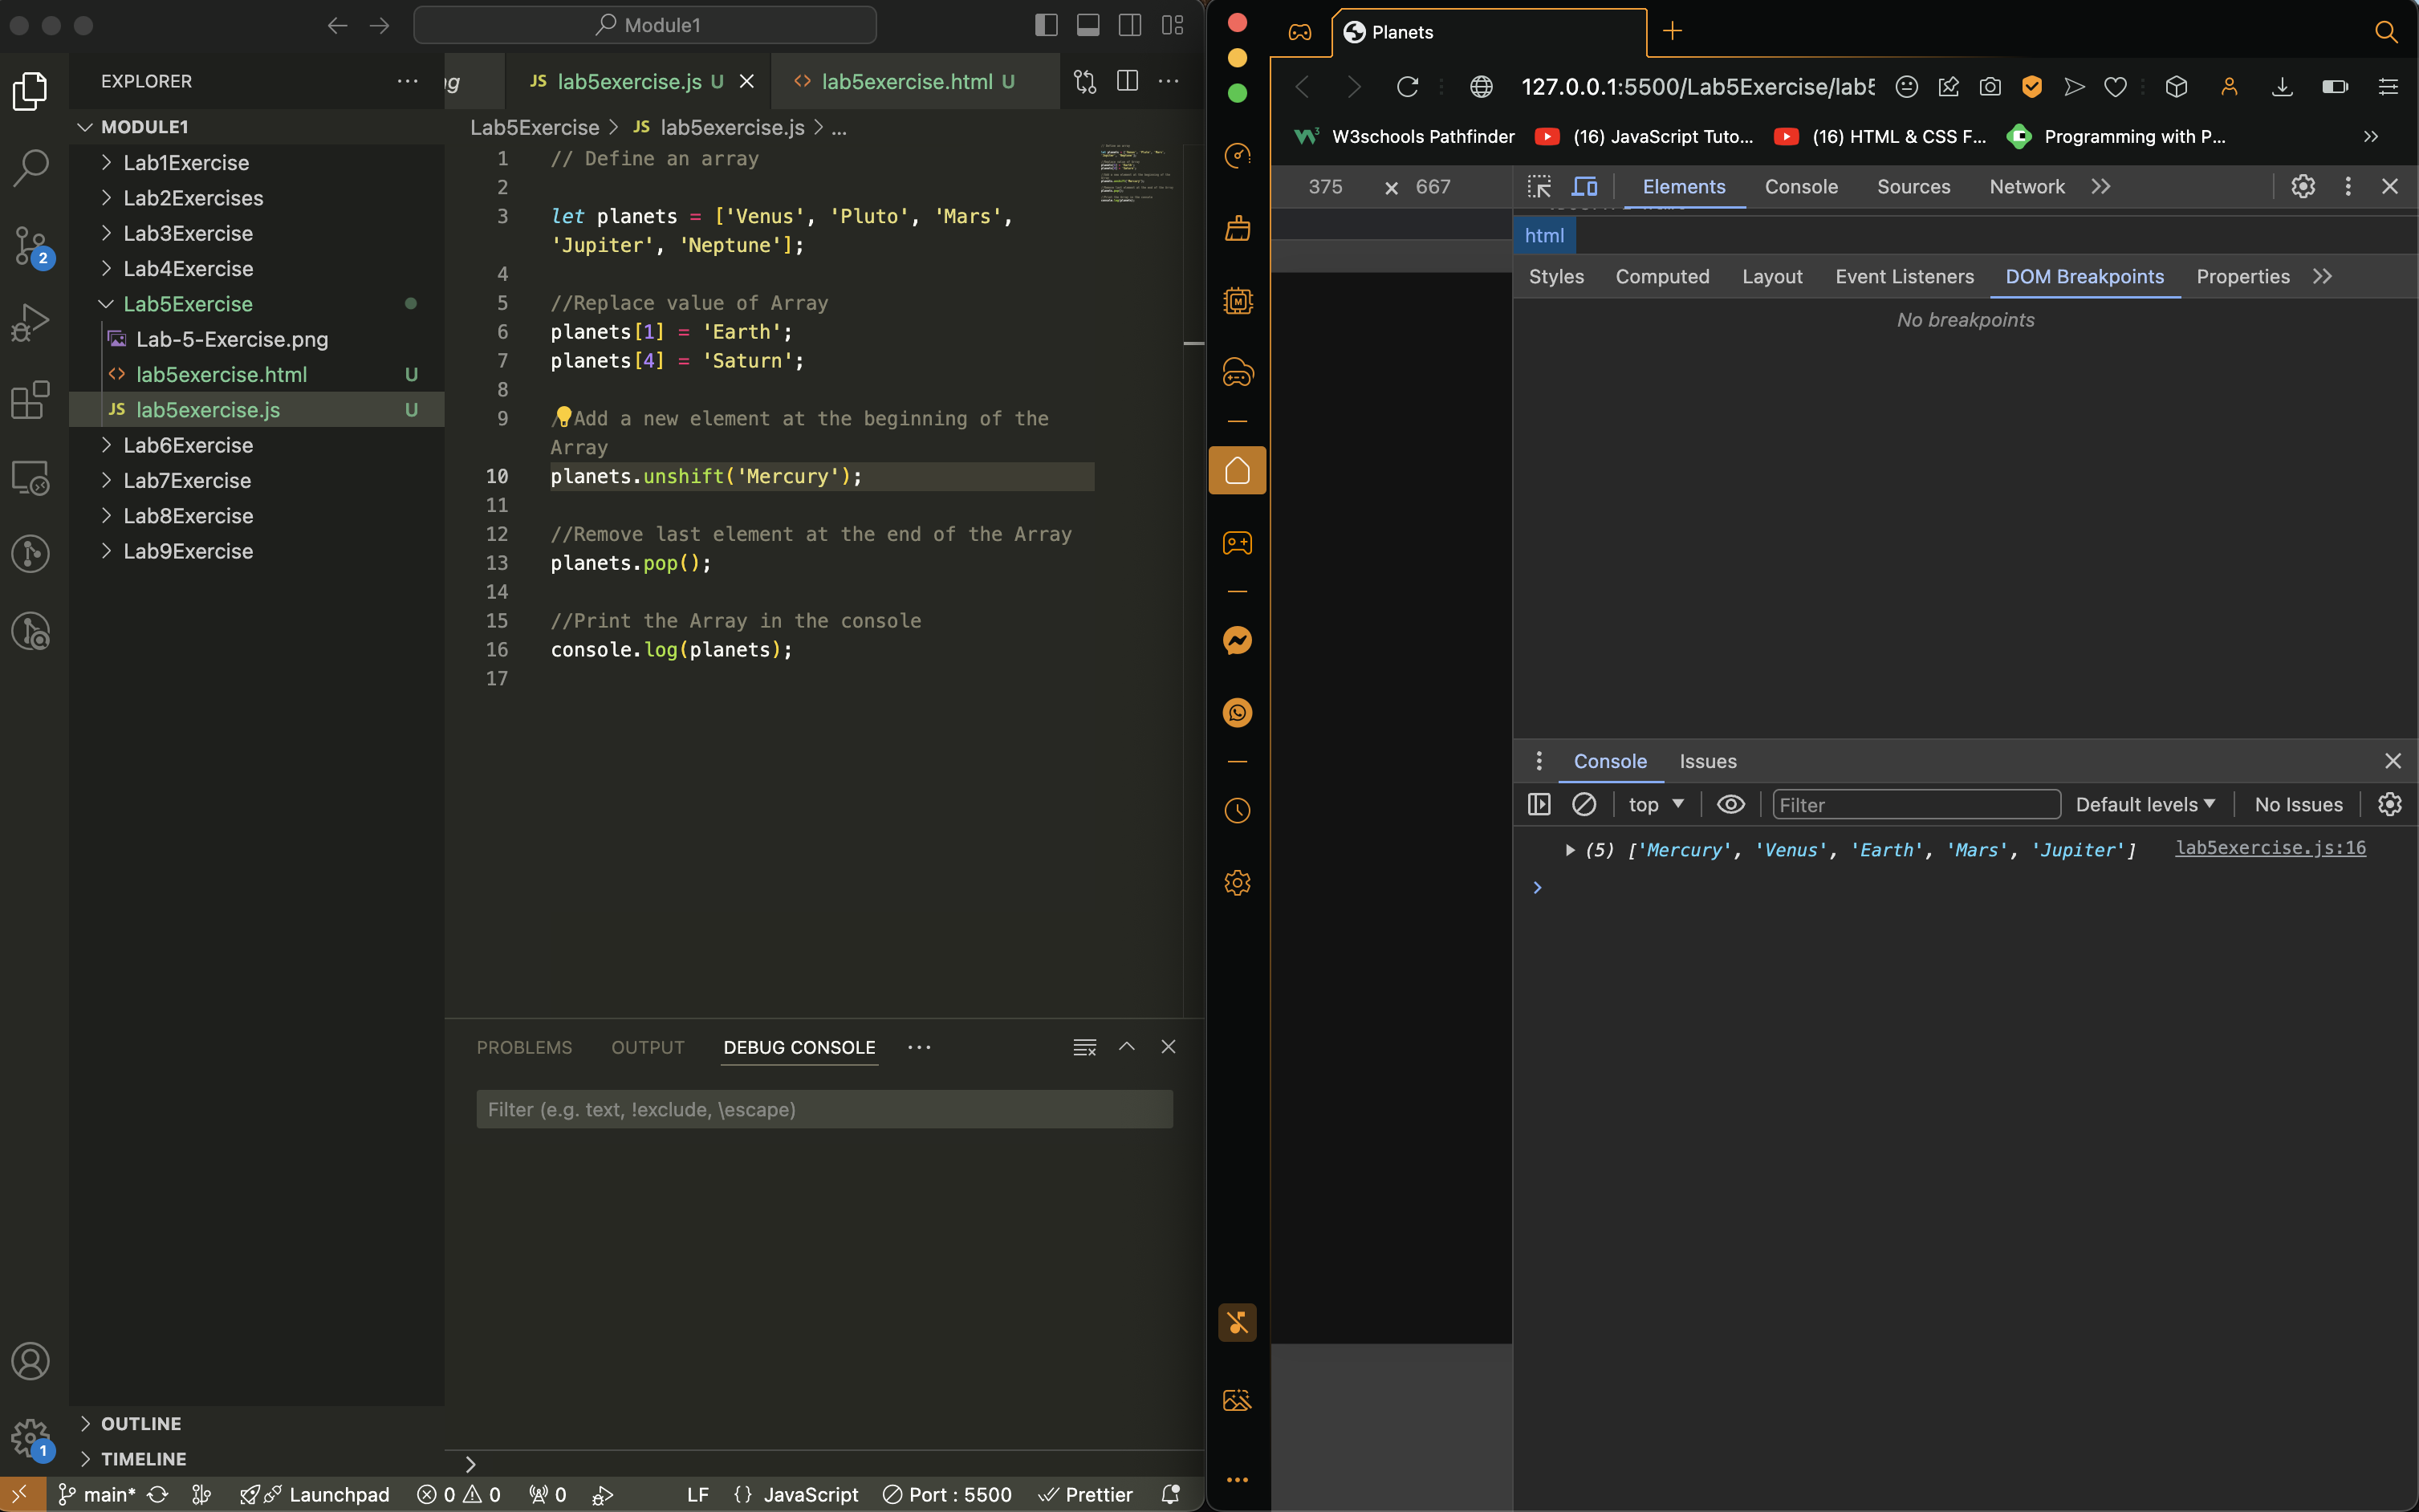 Module1
EXPLORER
MODULE1
Lab1Exercise
Lab2Exercises
Lab3Exercise
Lab4Exercise
Lab5Exercise
Lab-5-Exercise.png
lab5exercise.html U
JS lab5exercise.js U
Lab6Exercise
Lab7Exercise
Lab8Exercise
Lab9Exercise
OUTLINE
TIMELINE
2
1
JS lab5exercise.js U
lab5exercise.html U
Lab5Exercise > JS lab5exercise.js > ...
1 // Define an array
2
3 let planets = ['Venus', 'Pluto', 'Mars',
'Jupiter', 'Neptune'];
4
5 //Replace value of Array
6 planets[1] = 'Earth';
7 planets[4] = 'Saturn';
8
9 /Add a new element at the beginning of the
Array
10 planets.unshift('Mercury');
11
12 //Remove last element at the end of the Array
13 planets.pop();
14
15 //Print the Array in the console
16 console.log(planets);
17
PROBLEMS OUTPUT DEBUG CONSOLE ...
Filter (e.g. text, !exclude, \escape)
main* Launchpad 0 0 0 LF {} JavaScript Port : 5500 Prettier
Planets
127.0.0.1:5500/Lab5Exercise/lab5
W3schools Pathfinder (16) JavaScript Tuto... (16) HTML & CSS F... Programming with P...
375 × 667
Elements Console Sources Network
html
Styles Computed Layout Event Listeners DOM Breakpoints Properties
No breakpoints
Console Issues
top Filter Default levels No Issues
(5) ['Mercury', 'Venus', 'Earth', 'Mars', 'Jupiter'] lab5exercise.js:16